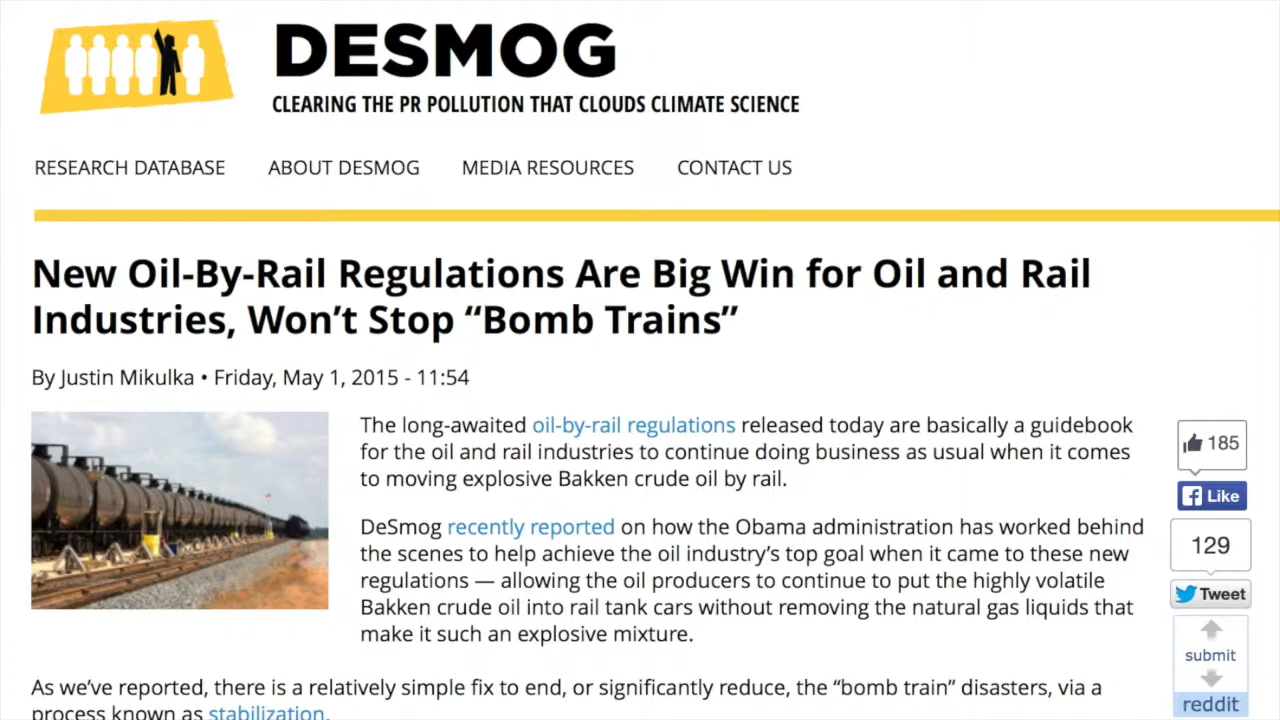 DESMOG
CLEARING THE PR POLLUTION THAT CLOUDS CLIMATE SCIENCE
RESEARCH DATABASE ABOUT DESMOG MEDIA RESOURCES CONTACT US
New Oil-By-Rail Regulations Are Big Win for Oil and Rail
Industries, Won’t Stop “Bomb Trains”
By Justin Mikulka • Friday, May 1, 2015 - 11:54
The long-awaited oil-by-rail regulations released today are basically a guidebook
for the oil and rail industries to continue doing business as usual when it comes
to moving explosive Bakken crude oil by rail.
DeSmog recently reported on how the Obama administration has worked behind
the scenes to help achieve the oil industry’s top goal when it came to these new
regulations — allowing the oil producers to continue to put the highly volatile
Bakken crude oil into rail tank cars without removing the natural gas liquids that
make it such an explosive mixture.
As we’ve reported, there is a relatively simple fix to end, or significantly reduce, the “bomb train” disasters, via a
process known as stabilization.
185
Like
129
Tweet
submit
reddit